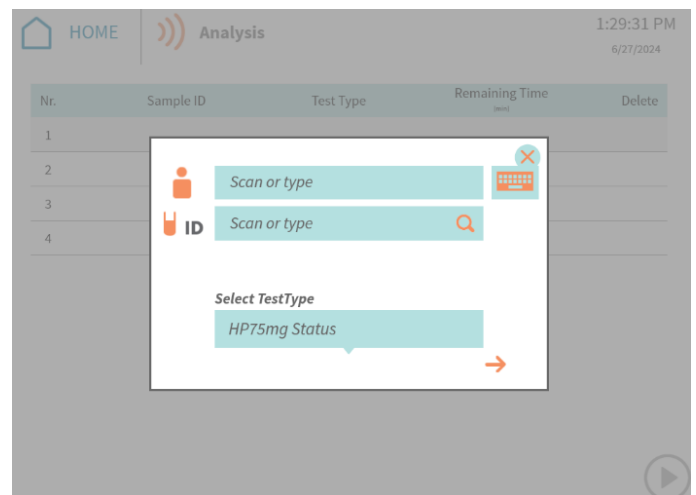 HOME
Analysis
1:29:31 PM
6/27/2024
Nr. Sample ID Test Type Remaining Time Delete
[min]
1
2
3
4
Scan or type
ID Scan or type
Select TestType
HP75mg Status